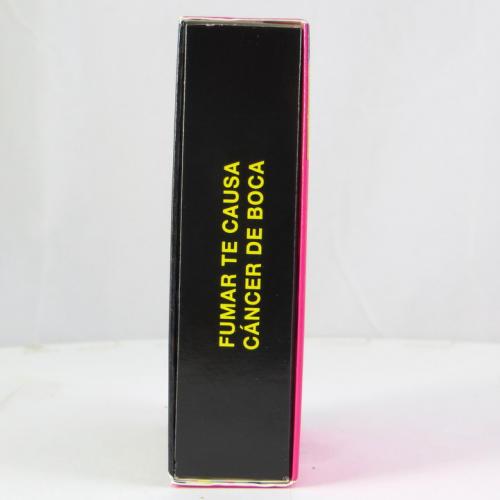 FUMAR TE CAUSA
CÁNCER DE BOCA